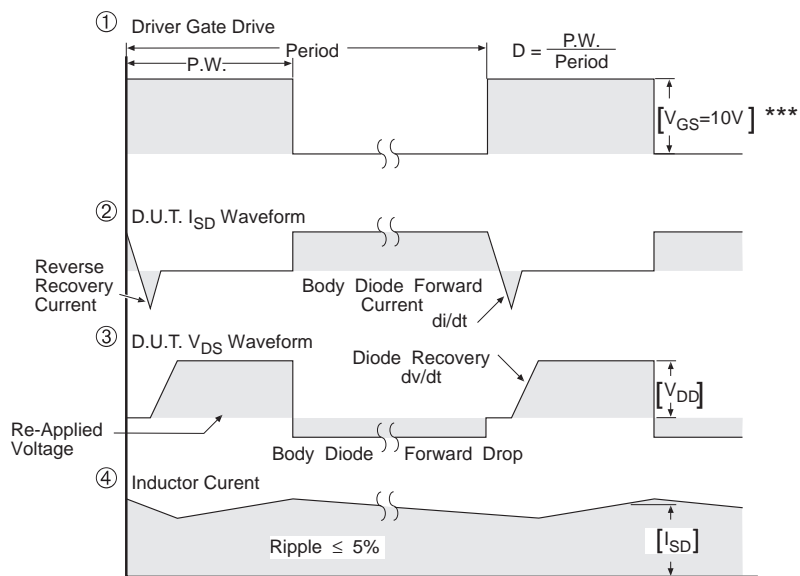 ① Driver Gate Drive
P.W.
Period
D = P.W.
Period
[VGS=10V] ***
② D.U.T. ISD Waveform
Reverse
Recovery
Current
Body Diode Forward
Current
di/dt
③ D.U.T. VDS Waveform
Diode Recovery
dv/dt
[VDD]
Re-Applied
Voltage
Body Diode Forward Drop
④ Inductor Curent
Ripple ≤ 5%
[ISD]